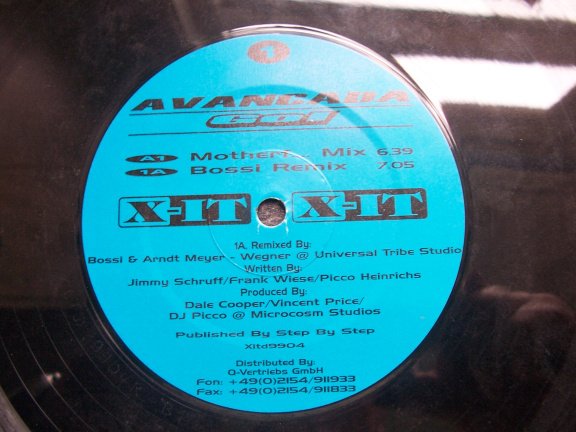 1
AVANCADA
GO!
A1 Mother... Mix 6.39
1A Bossi Remix 7.05
X-IT X-IT
1A. Remixed By:
Bossi & Arndt Meyer - Wegner @ Universal Tribe Studio
Written By:
Jimmy Schruff/Frank Wiese/Picco Heinrichs
Produced By:
Dale Cooper/Vincent Price/
DJ Picco @ Microcosm Studios
Published By Step By Step
Xitd9904
Distributed By:
Q-Vertriebs GmbH
Fon: +49(0)2154/911933
Fax: +49(0)2154/911833